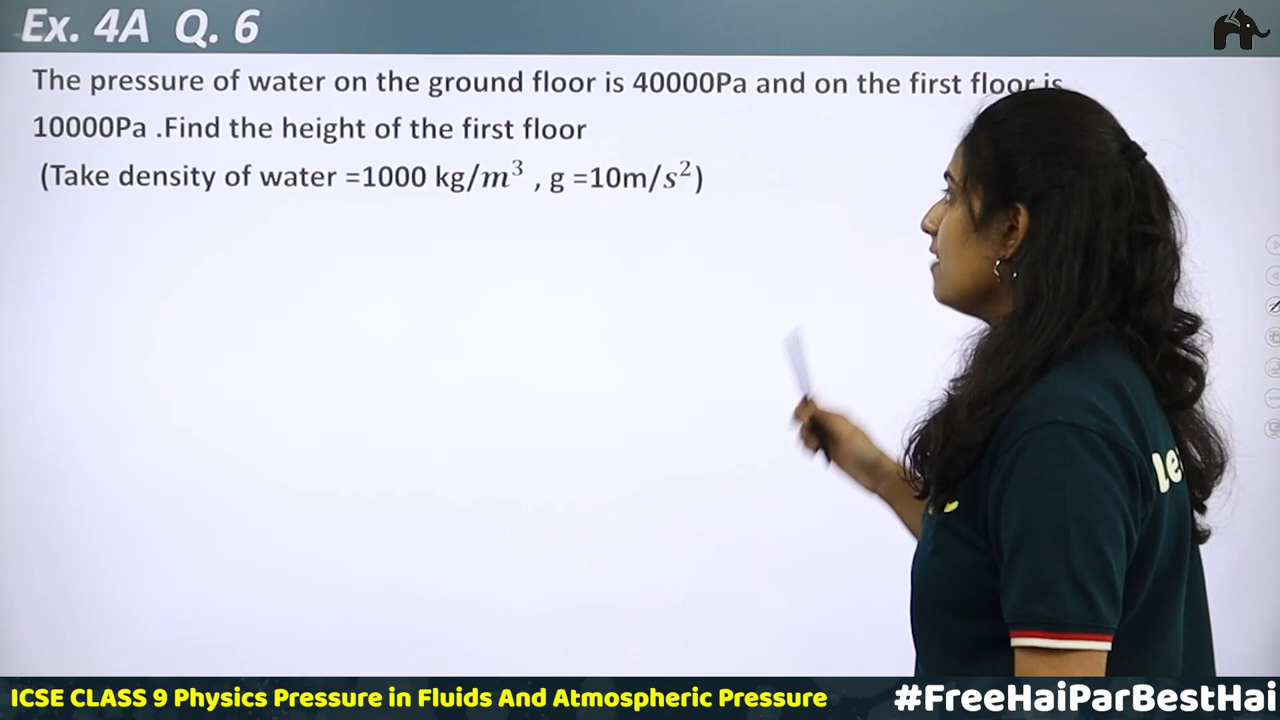 Ex. 4A Q. 6
The pressure of water on the ground floor is 40000Pa and on the first floor is
10000Pa .Find the height of the first floor
(Take density of water =1000 kg/m³ , g =10m/s²)
ICSE CLASS 9 Physics Pressure in Fluids And Atmospheric Pressure
#FreeHaiParBestHai